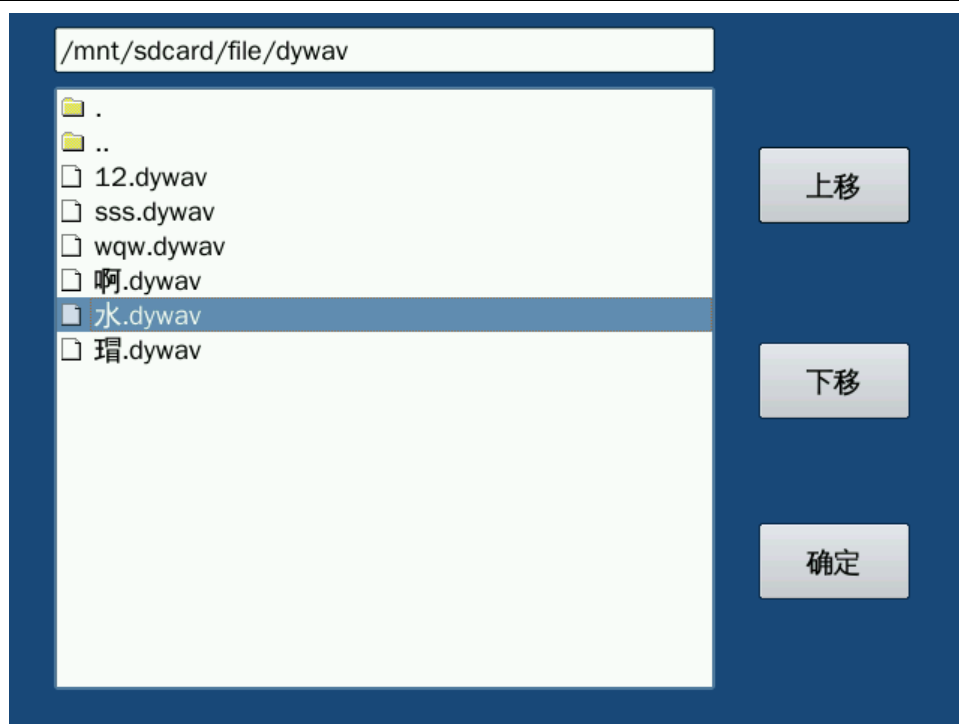 /mnt/sdcard/file/dywav
.
..
12.dywav
sss.dywav
wqw.dywav
啊.dywav
水.dywav
瑁.dywav
上移
下移
确定